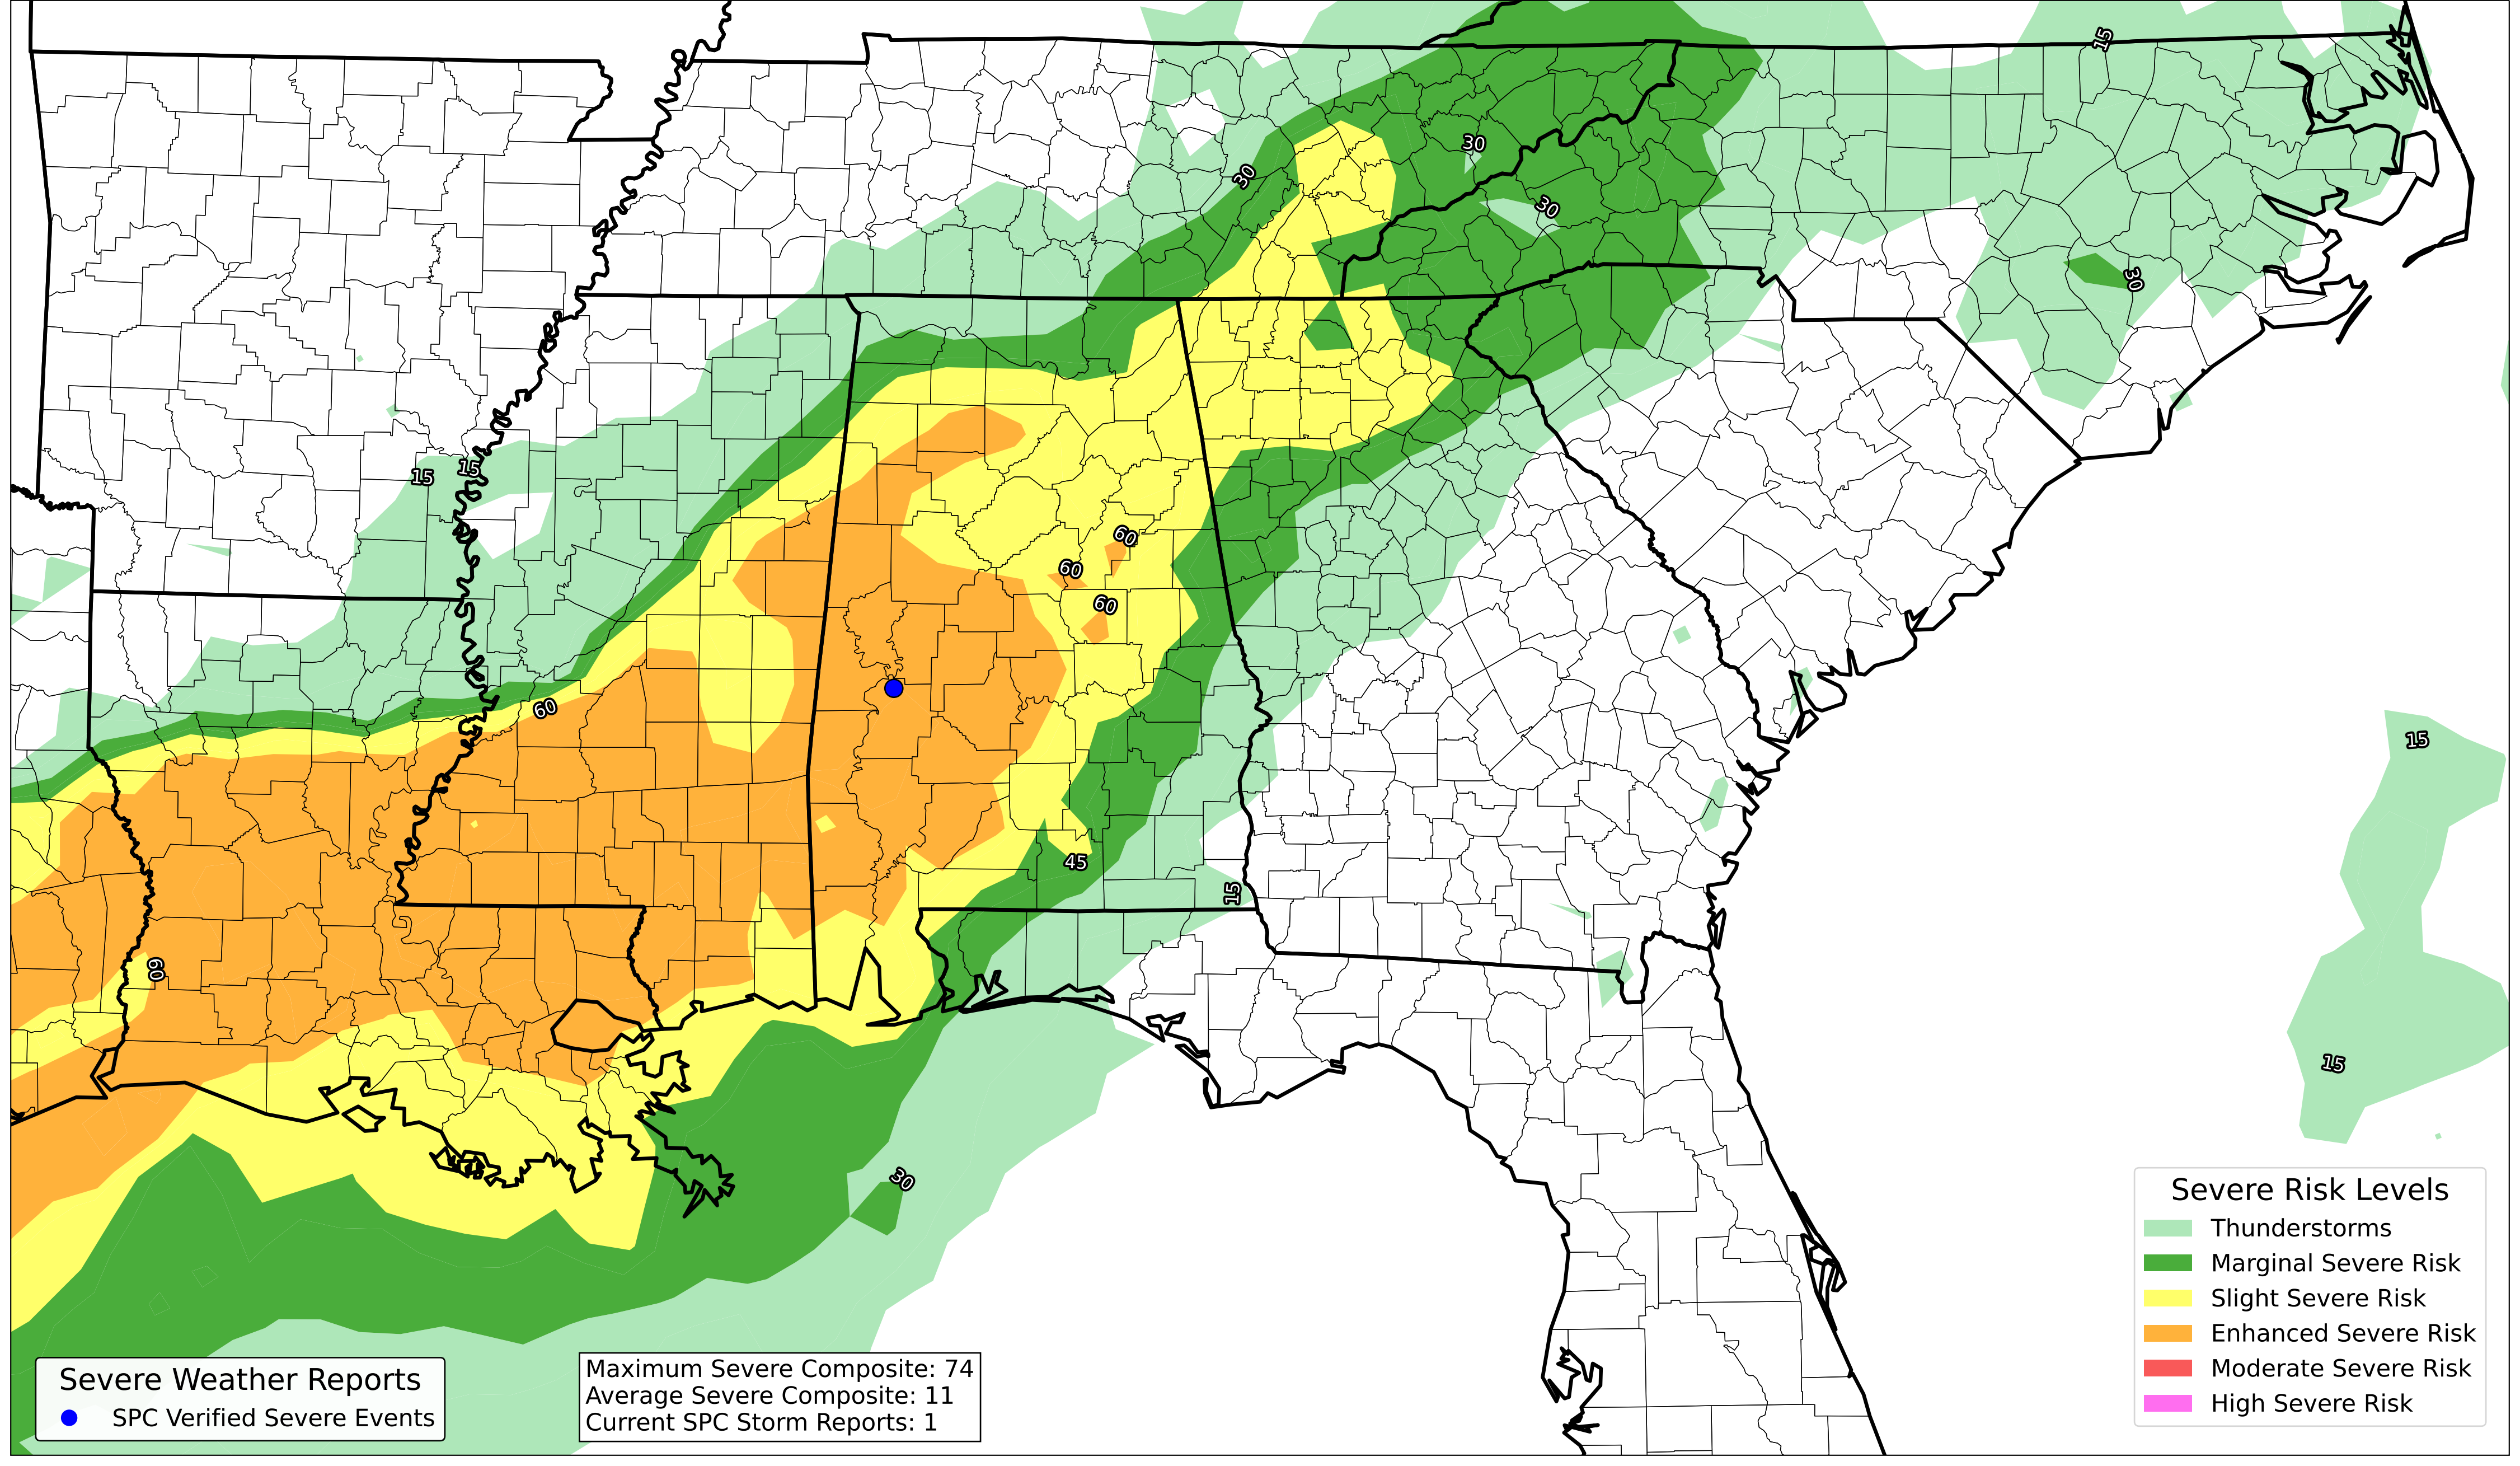 15
30
30
30
30
15
15
60
60
60
60
15
45
15
60
15
30
Severe Risk Levels
Thunderstorms
Marginal Severe Risk
Slight Severe Risk
Enhanced Severe Risk
Moderate Severe Risk
High Severe Risk
Severe Weather Reports
SPC Verified Severe Events
Maximum Severe Composite: 74
Average Severe Composite: 11
Current SPC Storm Reports: 1